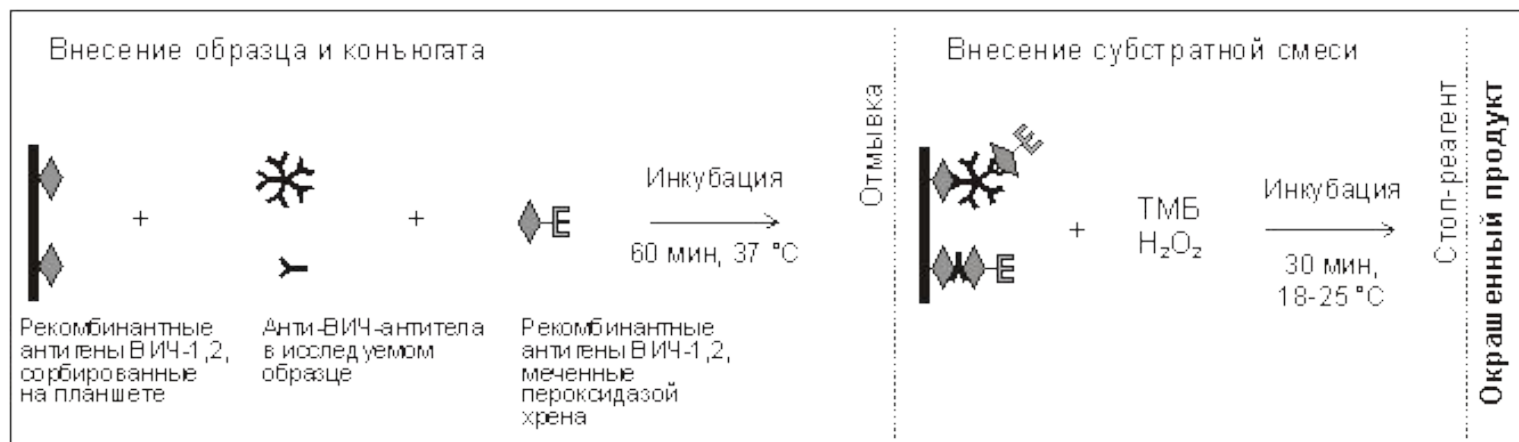 Внесение образца и конъюгата
+
+
E
Инкубация
60 мин, 37 °C
Рекомбинантные
антигены ВИЧ-1,2,
сорбированные
на планшете
Анти-ВИЧ-антитела
в исследуемом
образце
Рекомбинантные
антигены ВИЧ-1,2,
меченные
пероксидазой
хрена
Отмывка
Внесение субстратной смеси
E
E
+
ТМБ
H₂O₂
Инкубация
30 мин,
18-25 °C
Стоп-реагент
Окрашенный продукт